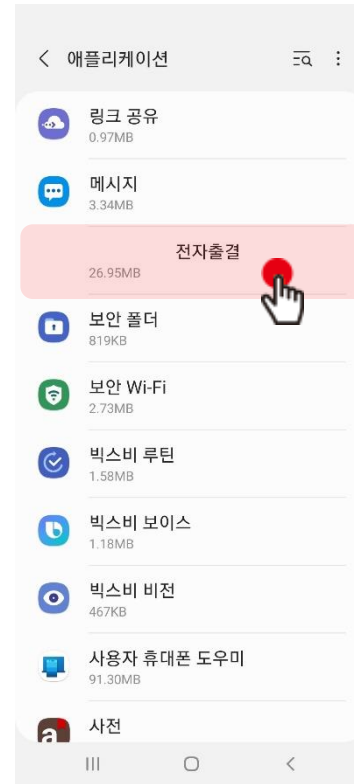 애플리케이션
링크 공유
0.97MB
메시지
3.34MB
전자출결
26.95MB
보안 폴더
819KB
보안 Wi-Fi
2.73MB
빅스비 루틴
1.58MB
빅스비 보이스
1.18MB
빅스비 비전
467KB
사용자 휴대폰 도우미
91.30MB
사전